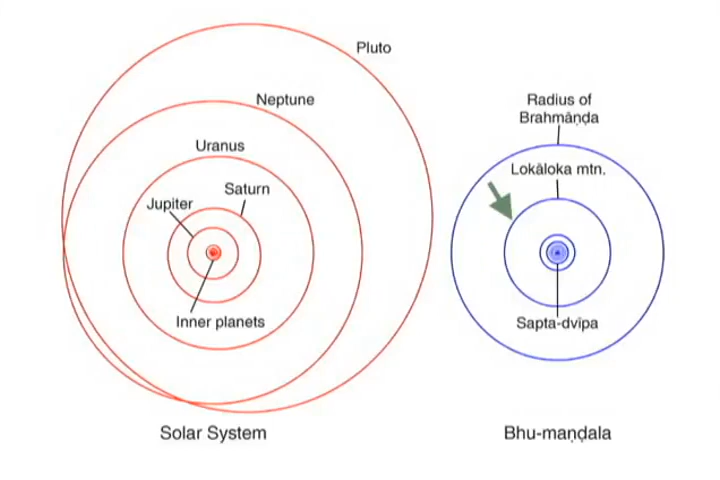 Pluto
Neptune
Uranus
Saturn
Jupiter
Inner planets
Solar System
Radius of
Brahmāṇḍa
Lokāloka mtn.
Sapta-dvīpa
Bhu-maṇḍala